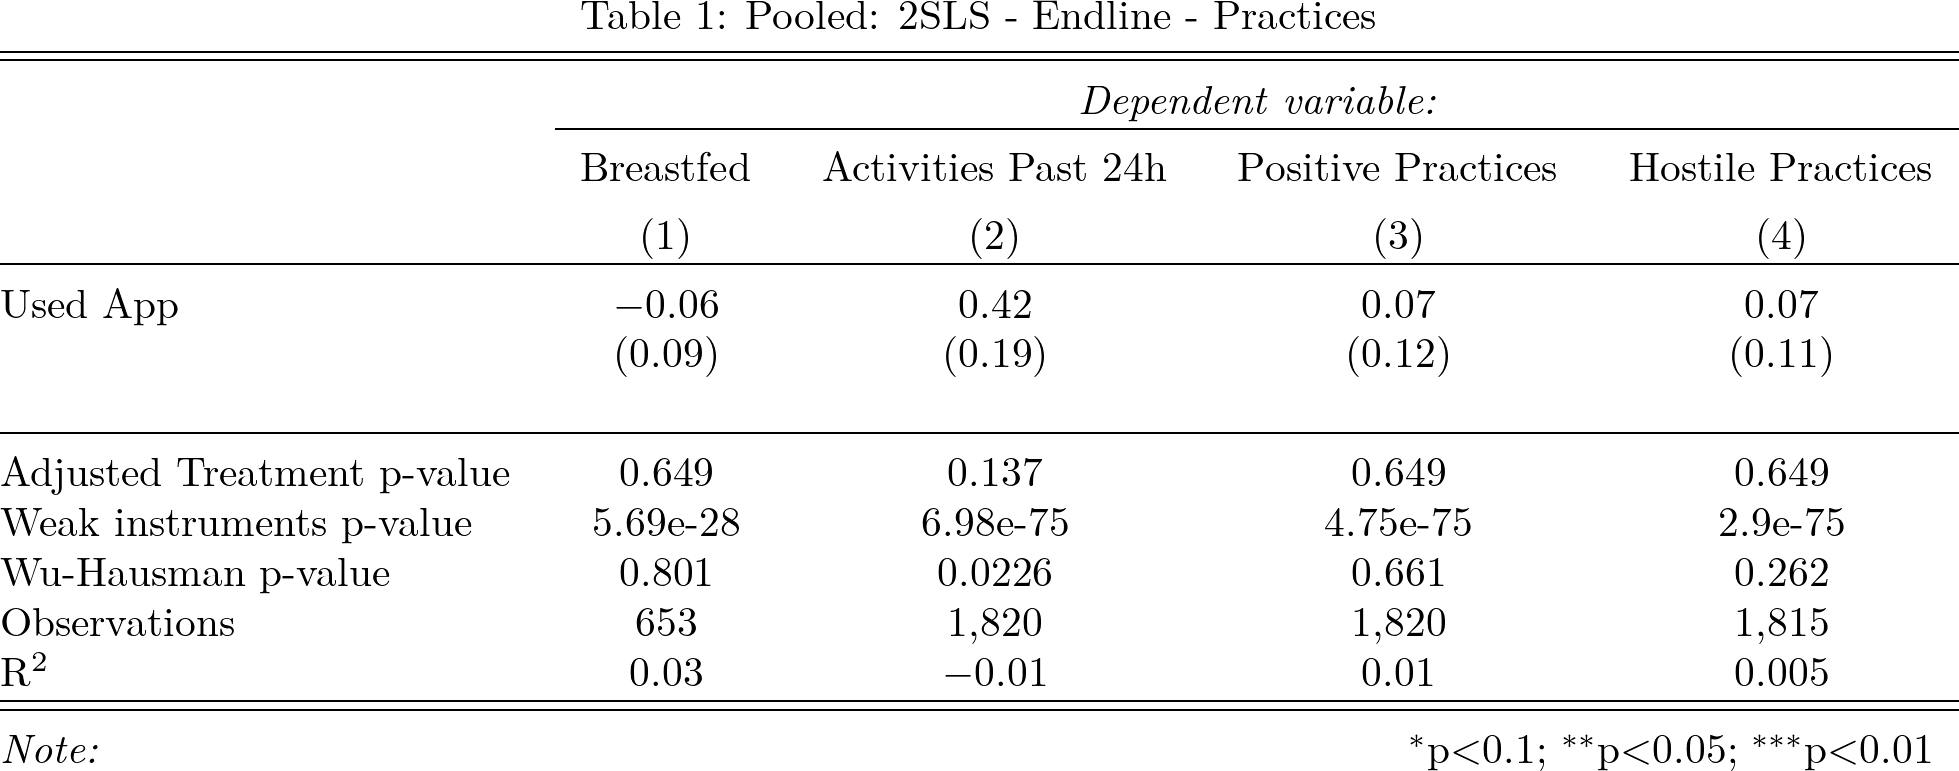 Table 1: Pooled: 2SLS - Endline - Practices
Dependent variable:
Breastfed Activities Past 24h Positive Practices Hostile Practices
(1) (2) (3) (4)
Used App −0.06 0.42 0.07 0.07
(0.09) (0.19) (0.12) (0.11)
Adjusted Treatment p-value 0.649 0.137 0.649 0.649
Weak instruments p-value 5.69e-28 6.98e-75 4.75e-75 2.9e-75
Wu-Hausman p-value 0.801 0.0226 0.661 0.262
Observations 653 1,820 1,820 1,815
R² 0.03 −0.01 0.01 0.005
Note: *p<0.1; **p<0.05; ***p<0.01